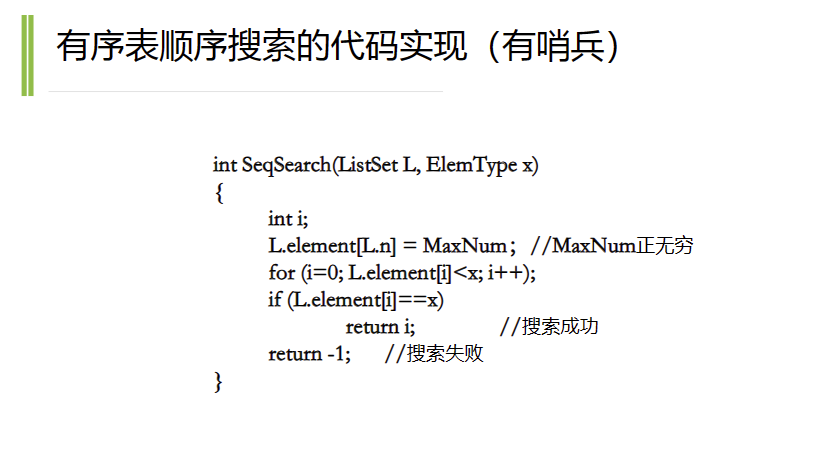 有序表顺序搜索的代码实现（有哨兵）
int SeqSearch(ListSet L, ElemType x)
{
int i;
L.element[L.n] = MaxNum； //MaxNum正无穷
for (i=0; L.element[i]<x; i++);
if (L.element[i]==x)
return i; //搜索成功
return -1; //搜索失败
}